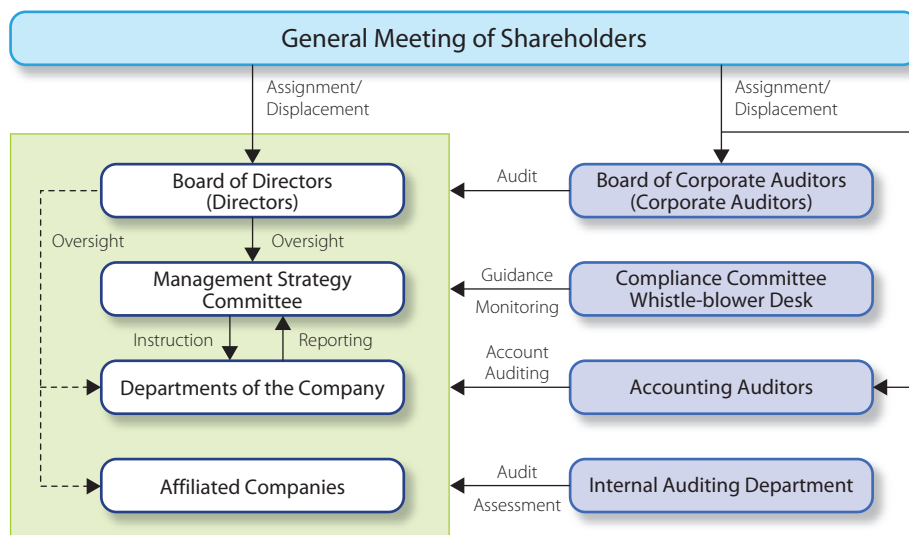 General Meeting of Shareholders
Assignment/
Displacement
Assignment/
Displacement
Board of Directors
(Directors)
Audit
Board of Corporate Auditors
(Corporate Auditors)
Oversight
Oversight
Management Strategy
Committee
Guidance
Monitoring
Compliance Committee
Whistle-blower Desk
Instruction
Reporting
Departments of the Company
Account
Auditing
Accounting Auditors
Affiliated Companies
Audit
Assessment
Internal Auditing Department